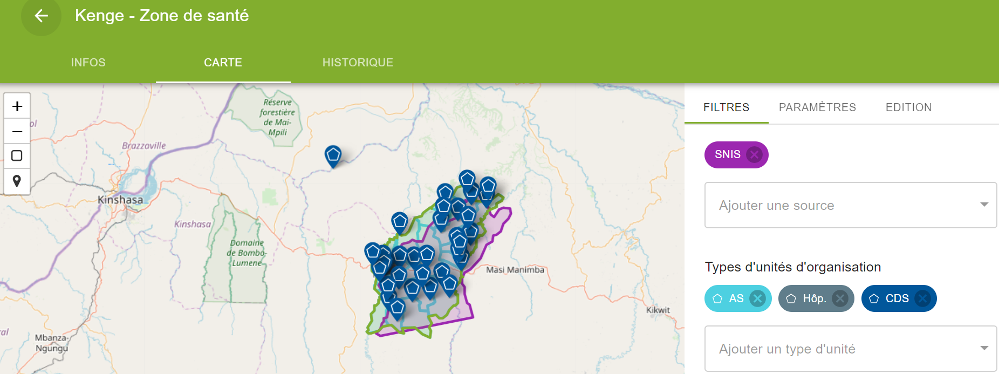 Kenge - Zone de santé
INFOS
CARTE
HISTORIQUE
+
−
Réserve
forestière
de Mai-
Mpili
ol
Brazzaville
Kinshasa
Kinshasa
Domaine
de Bombo-
Lumene
Masi Manimba
Kikwit
ral
Mbanza-
Ngungu
FILTRES
PARAMÈTRES
EDITION
SNIS
Ajouter une source
Types d'unités d'organisation
AS
Hôp.
CDS
Ajouter un type d'unité